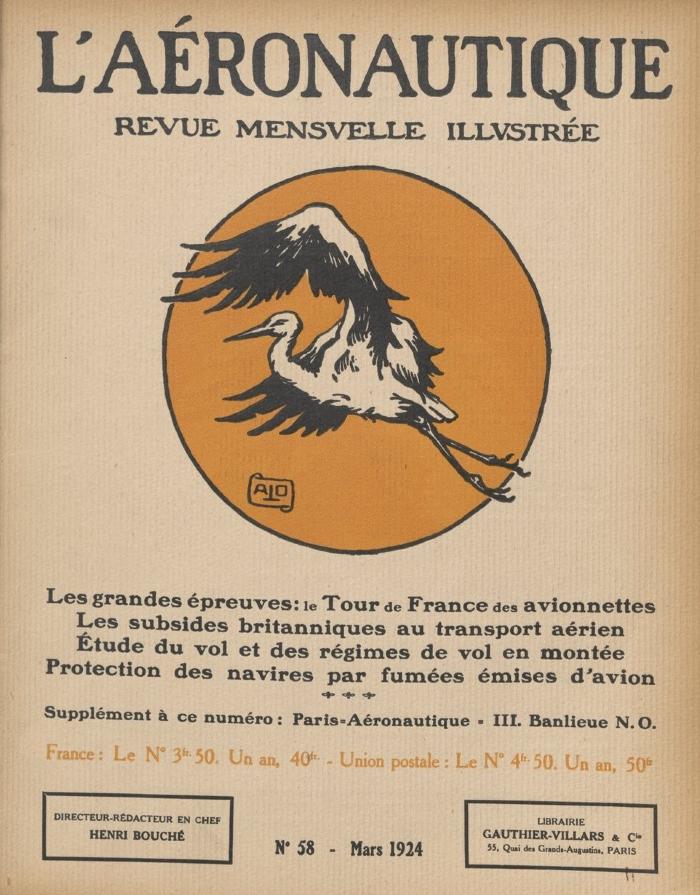 L'AÉRONAUTIQUE
REVUE MENSVELLE ILLVSTRÉE
ALO
Les grandes épreuves: le Tour de France des avionnettes
Les subsides britanniques au transport aérien
Étude du vol et des régimes de vol en montée
Protection des navires par fumées émises d'avion
Supplément à ce numéro : Paris-Aéronautique - III. Banlieue N. O.
France : Le N° 3fr. 50. Un an, 40fr. - Union postale : Le N° 4fr. 50. Un an, 50fr
DIRECTEUR-RÉDACTEUR EN CHEF
HENRI BOUCHÉ
N° 58 - Mars 1924
LIBRAIRIE
GAUTHIER-VILLARS & Cie
55, Quai des Grands-Augustins, PARIS